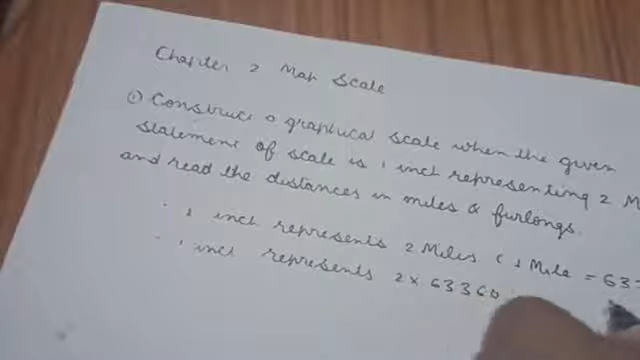 Chapter 2 Map Scale
① Construct a graphical scale when the given
statement of scale is 1 inch representing 2 M
and read the distances in miles & furlongs.
∴ 1 inch represents 2 Miles ( 1 Mile = 633
∴ 1 inch represents 2 × 63360